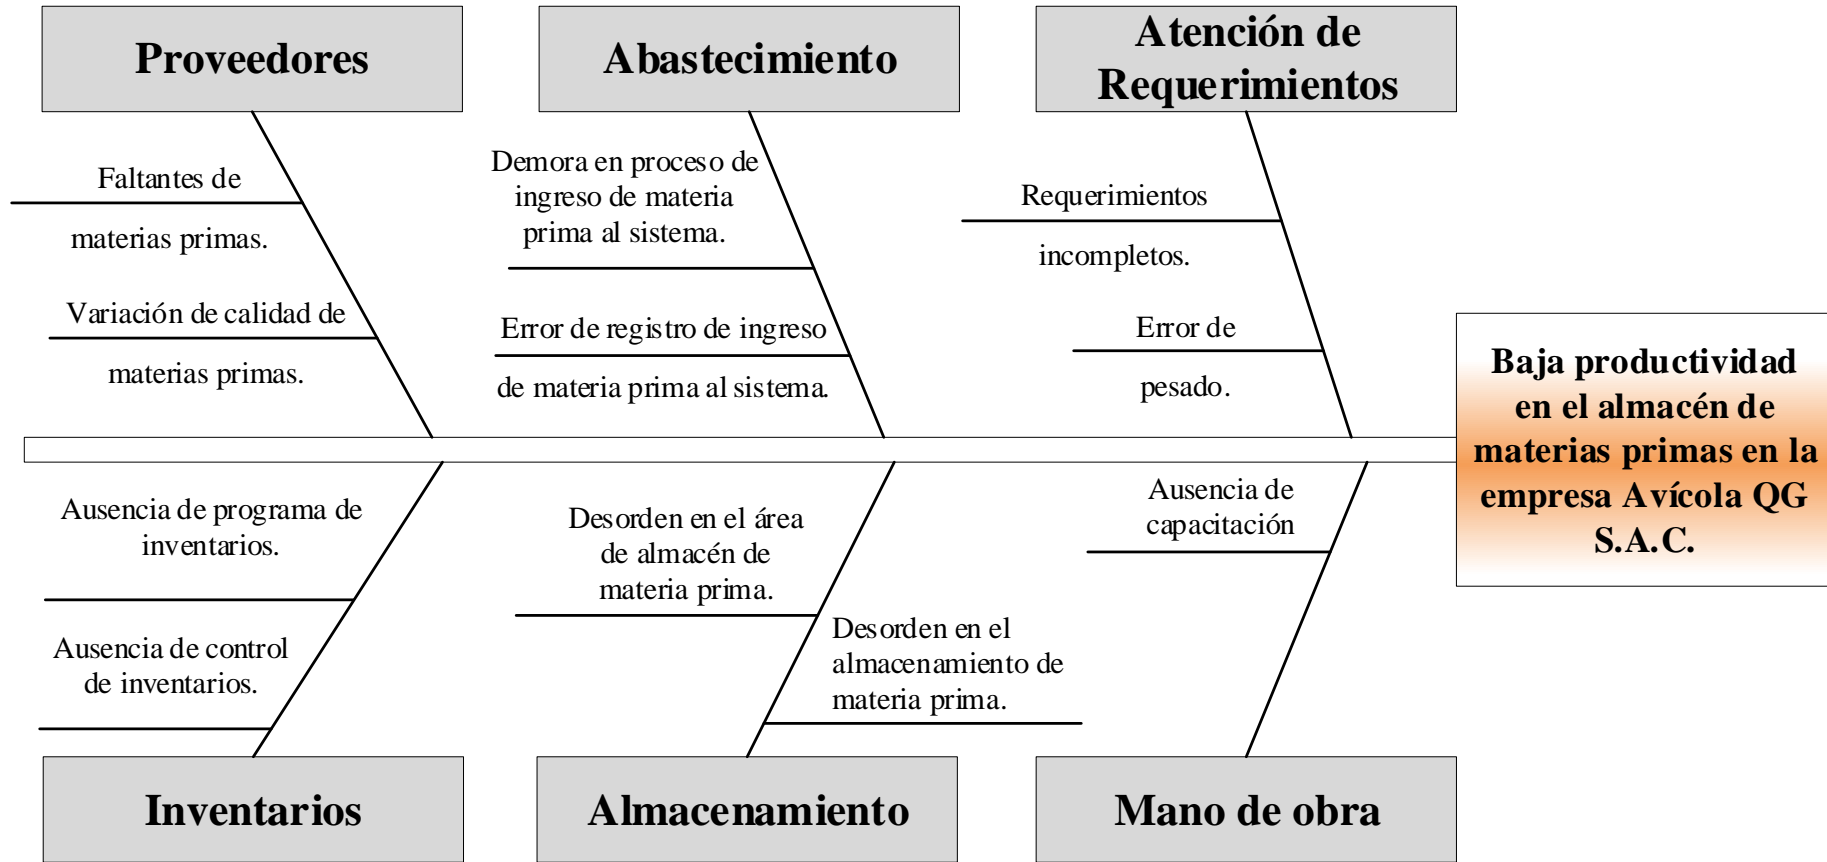 Proveedores
Abastecimiento
Atención de
Requerimientos
Faltantes de
materias primas.
Variación de calidad de
materias primas.
Demora en proceso de
ingreso de materia
prima al sistema.
Error de registro de ingreso
de materia prima al sistema.
Requerimientos
incompletos.
Error de
pesado.
Baja productividad
en el almacén de
materias primas en la
empresa Avícola QG
S.A.C.
Ausencia de programa de
inventarios.
Ausencia de control
de inventarios.
Desorden en el área
de almacén de
materia prima.
Desorden en el
almacenamiento de
materia prima.
Ausencia de
capacitación
Inventarios
Almacenamiento
Mano de obra